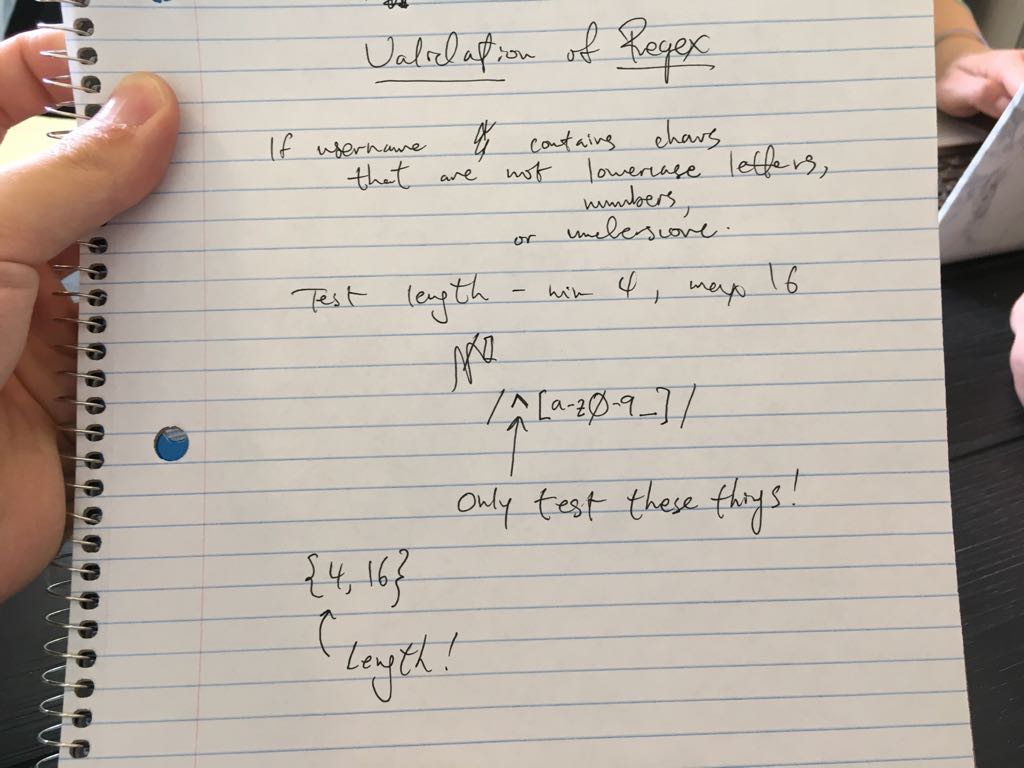 Validation of Regex
If username contains chars
that are not lowercase letters,
numbers,
or underscore.
Test length - min 4, max 16
/^[a-z0-9_]/
Only test these things!
{4, 16}
Length!